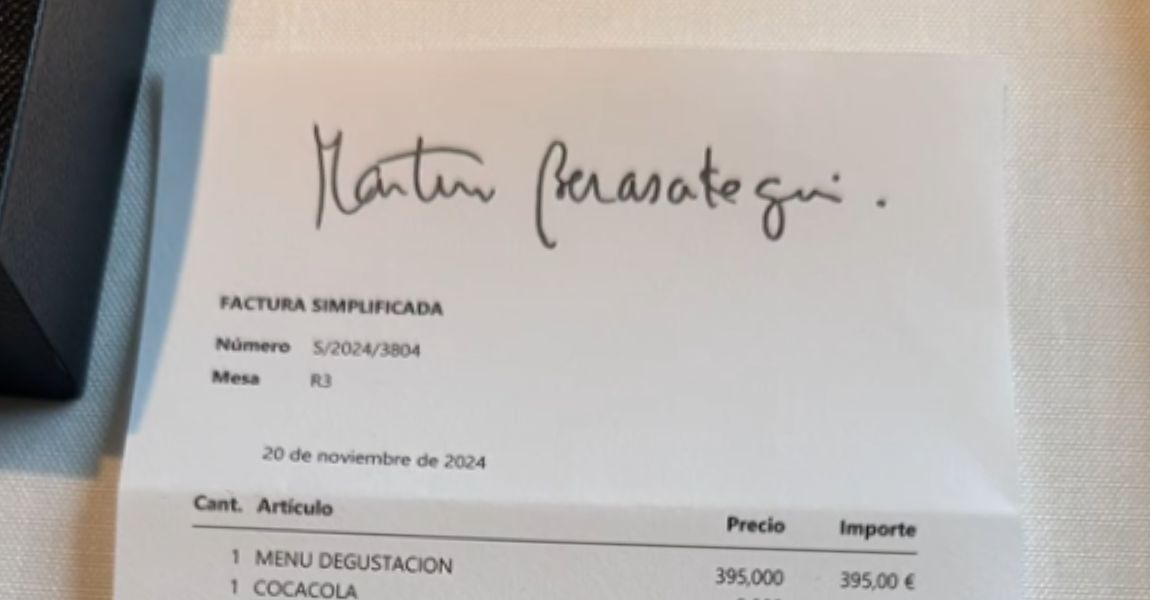 Martin Berasategui.
FACTURA SIMPLIFICADA
Número S/2024/3804
Mesa R3
20 de noviembre de 2024
Cant. Artículo Precio Importe
1 MENU DEGUSTACION 395,000 395,00 €
1 COCACOLA